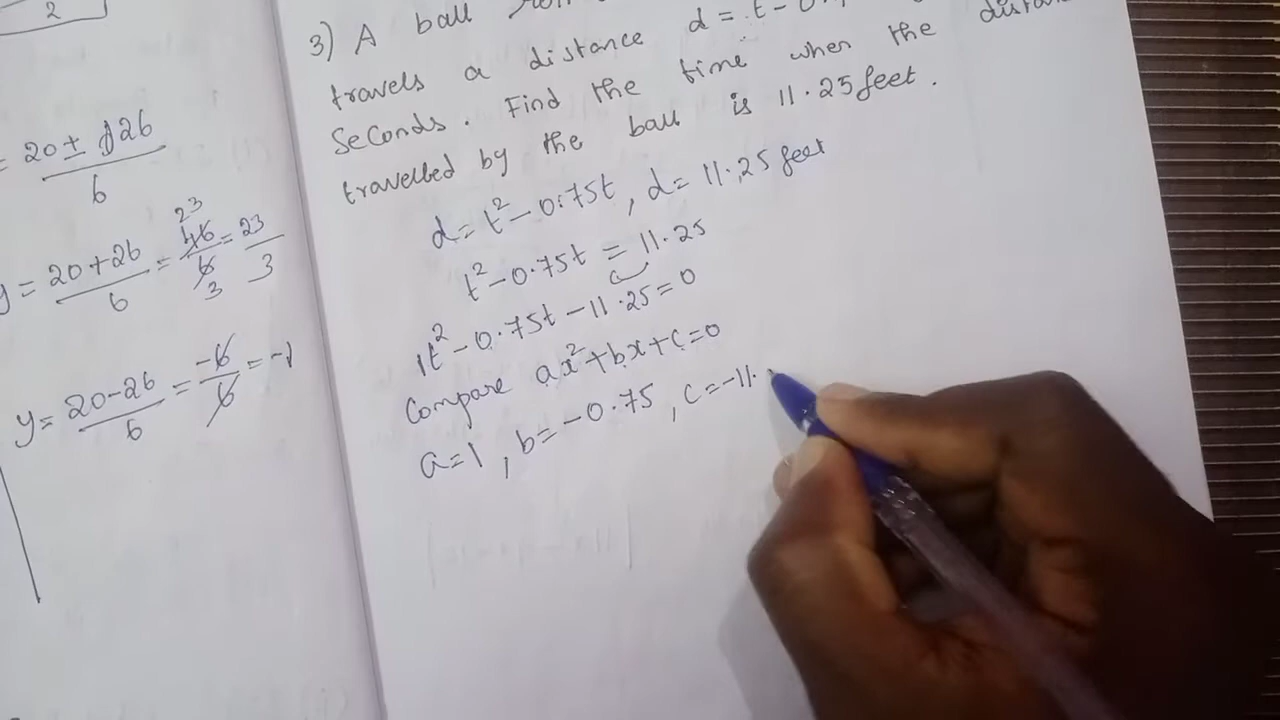 2
= 20 ± √26
6
y = 20+26 / 6 = 46 / 6 = 23 / 3
23
3
y = 20-26 / 6 = -6 / 6 = -1
3) A ball
travels a distance d = t -
Seconds. Find the time when the
travelled by the ball is 11.25 feet.
d = t² - 0.75t , d = 11.25 feet
t² - 0.75t = 11.25
1t² - 0.75t - 11.25 = 0
Compare ax² + bx + c = 0
a = 1 , b = -0.75 , c = -11.